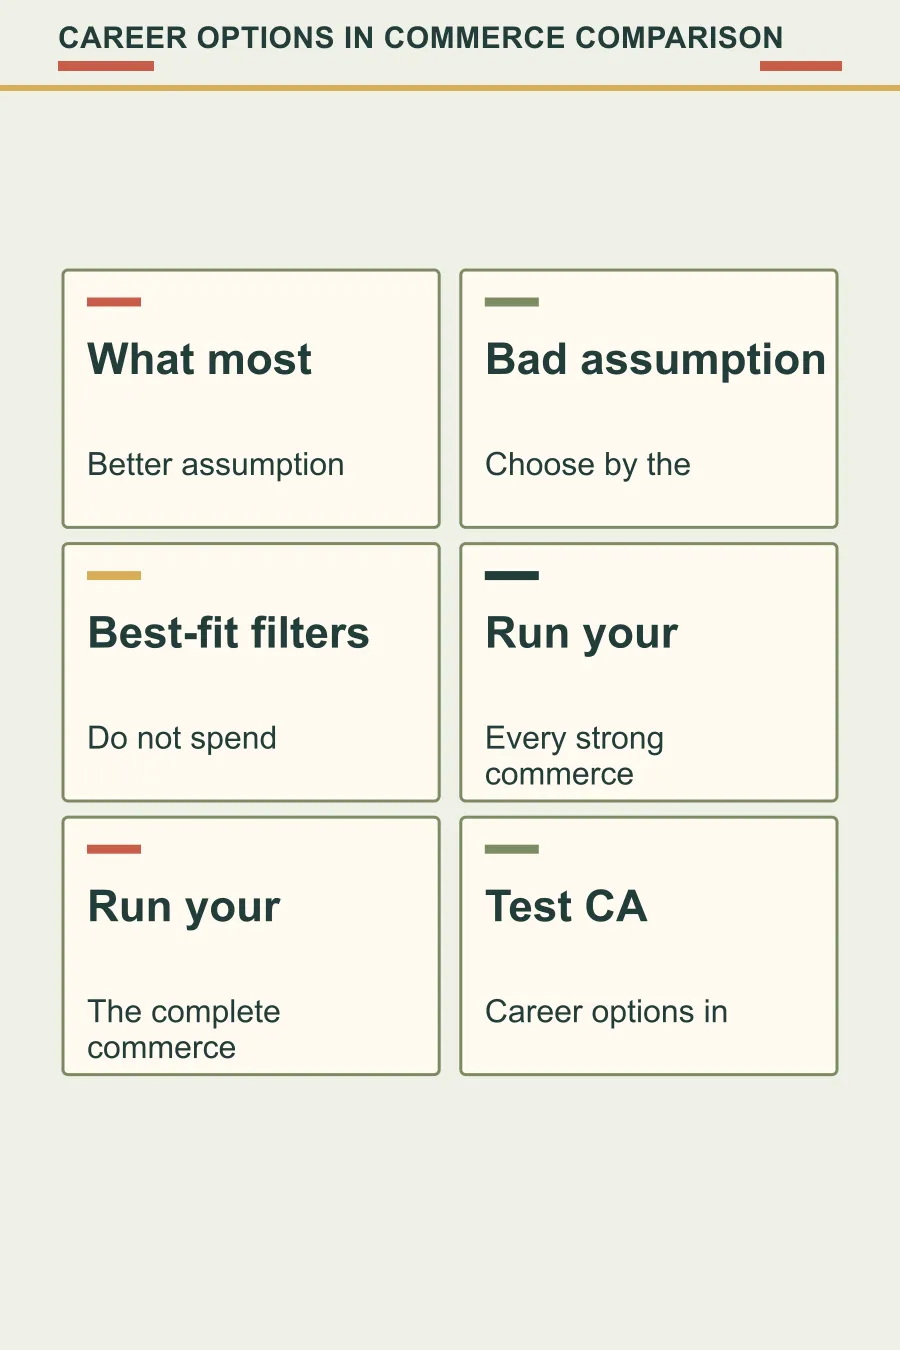 CAREER OPTIONS IN COMMERCE COMPARISON
What most
Better assumption
Bad assumption
Choose by the
Best-fit filters
Do not spend
Run your
Every strong
commerce
Run your
The complete
commerce
Test CA
Career options in